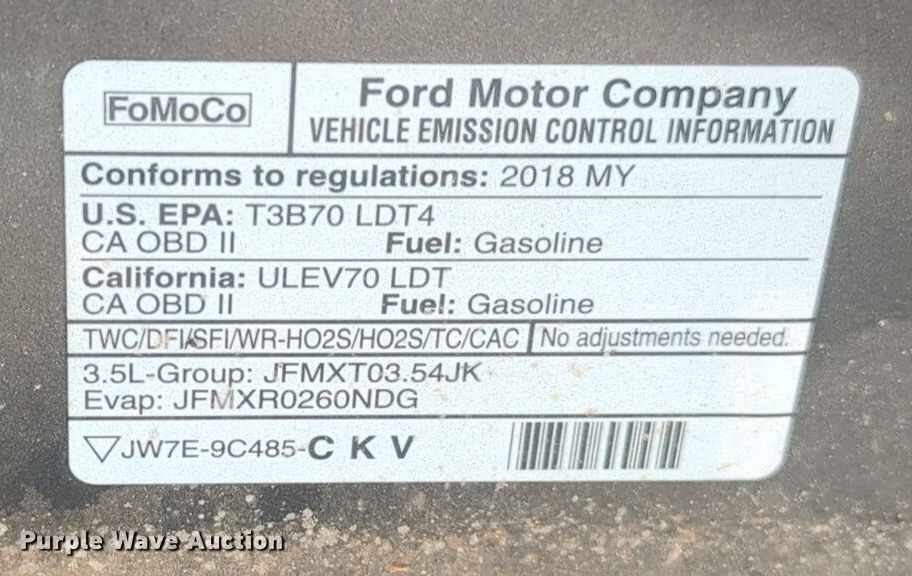 FoMoCo
Ford Motor Company
VEHICLE EMISSION CONTROL INFORMATION
Conforms to regulations: 2018 MY
U.S. EPA: T3B70 LDT4
CA OBD II Fuel: Gasoline
California: ULEV70 LDT
CA OBD II Fuel: Gasoline
TWC/DFI/SFI/WR-HO2S/HO2S/TC/CAC No adjustments needed.
3.5L-Group: JFMXT03.54JK
Evap: JFMXR0260NDG
▽JW7E-9C485-C K V
Purple Wave Auction